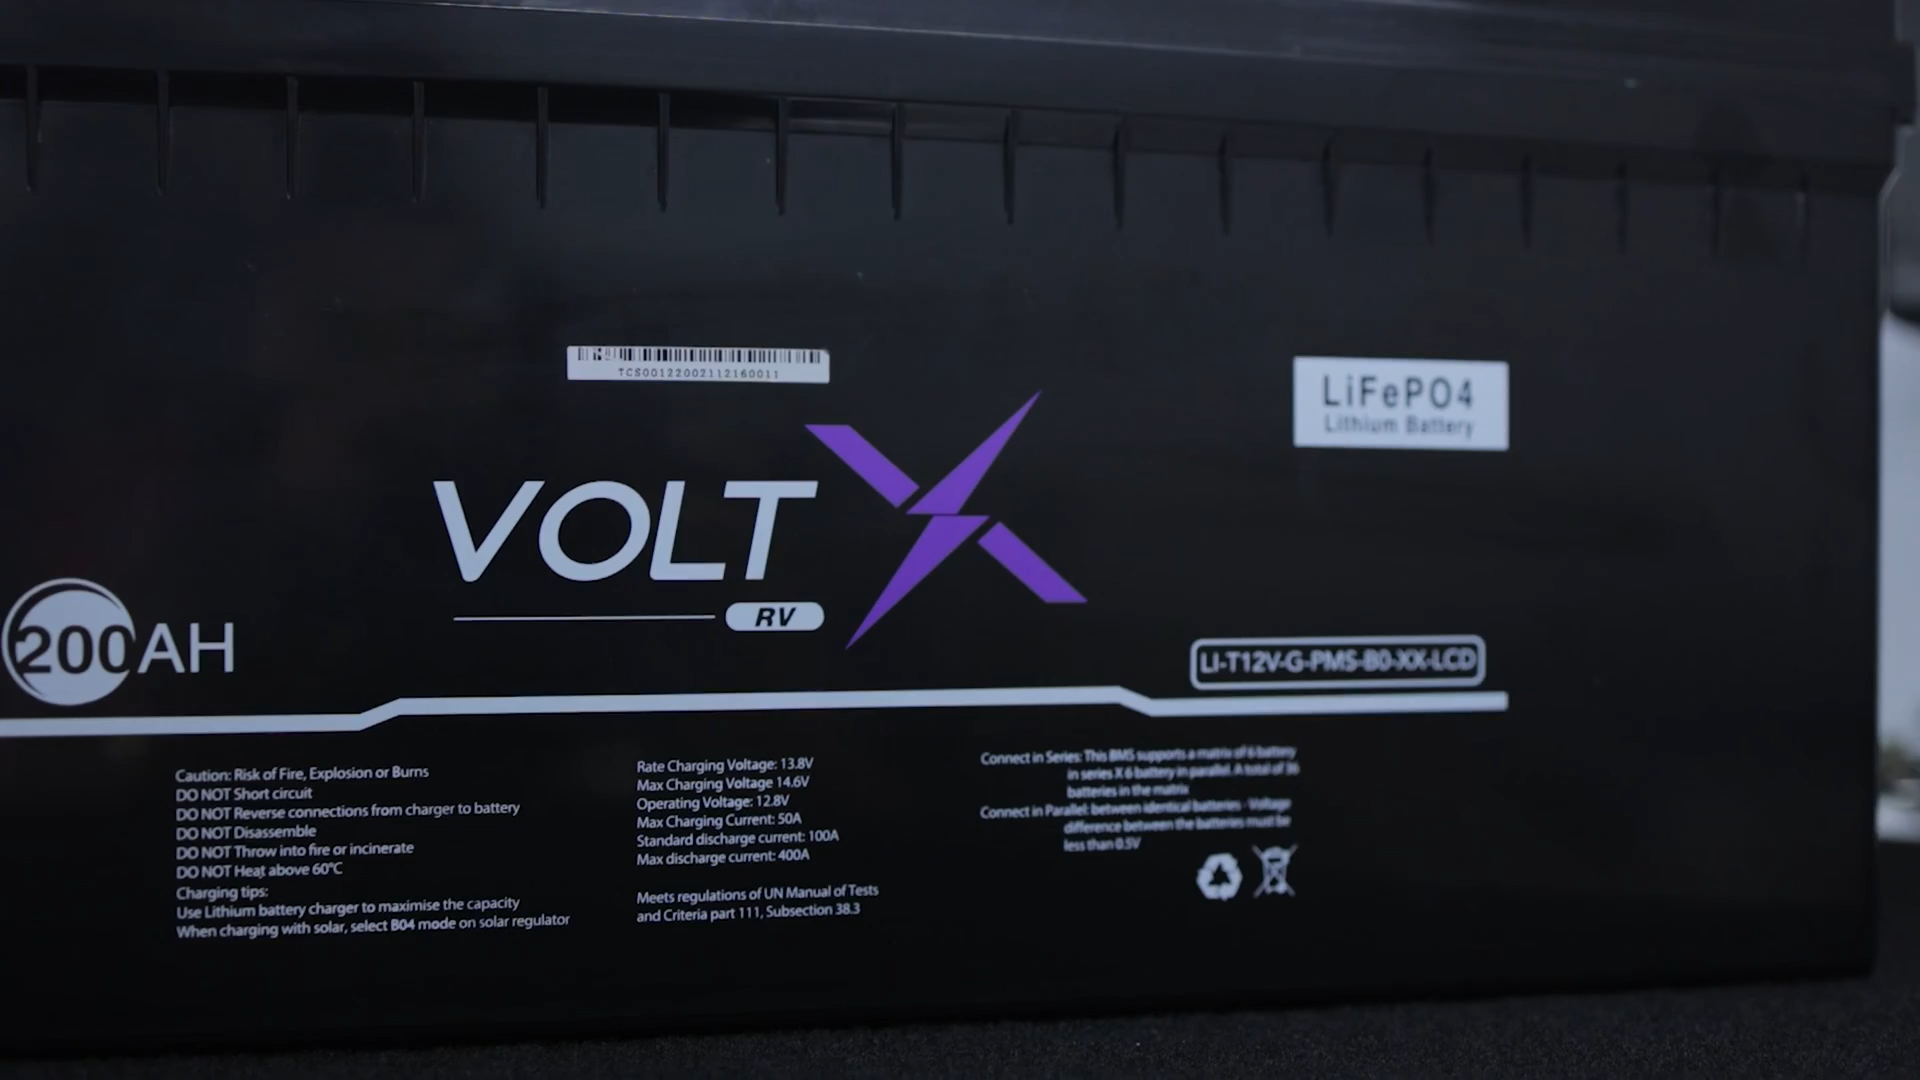 TCS00122002112160011
LiFePO4
Lithium Battery
VOLTX
RV
200AH
LI-T12V-G-PMS-B0-XX-LCD
Caution: Risk of Fire, Explosion or Burns
DO NOT Short circuit
DO NOT Reverse connections from charger to battery
DO NOT Disassemble
DO NOT Throw into fire or incinerate
DO NOT Heat above 60°C
Charging tips:
Use Lithium battery charger to maximise the capacity
When charging with solar, select B04 mode on solar regulator
Rate Charging Voltage: 13.8V
Max Charging Voltage 14.6V
Operating Voltage: 12.8V
Max Charging Current: 50A
Standard discharge current: 100A
Max discharge current: 400A
Meets regulations of UN Manual of Tests
and Criteria part 111, Subsection 38.3
Connect in Series: This BMS supports a matrix of 6 battery
in series X 6 battery in parallel. A total of 36
batteries in the matrix
Connect in Parallel: between identical batteries - Voltage
difference between the batteries must be
less than 0.5V